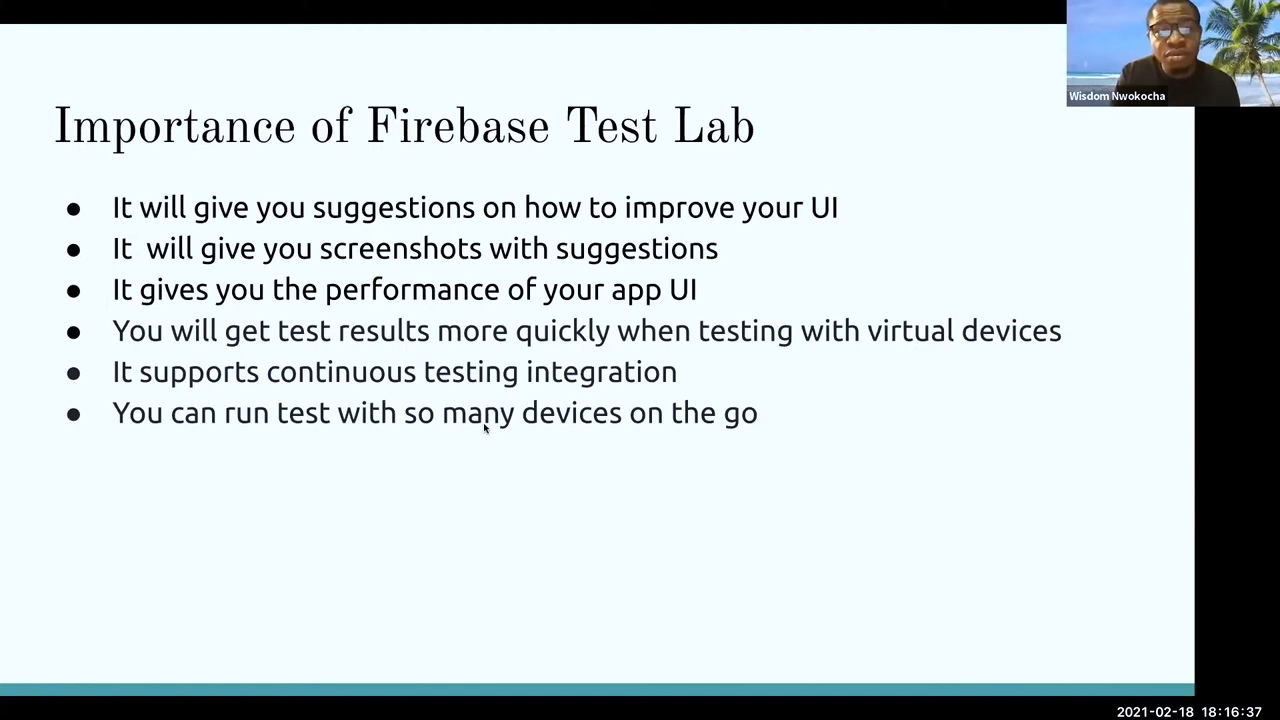 Wisdom Nwokocha
Importance of Firebase Test Lab
● It will give you suggestions on how to improve your UI
● It  will give you screenshots with suggestions
● It gives you the performance of your app UI
● You will get test results more quickly when testing with virtual devices
● It supports continuous testing integration
● You can run test with so many devices on the go
2021-02-18 18:16:37